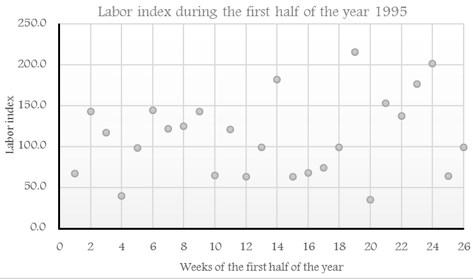 Labor index during the first half of the year 1995
250.0
200.0
150.0
100.0
50.0
0.0
Labor index
0 2 4 6 8 10 12 14 16 18 20 22 24 26
Weeks of the first half of the year